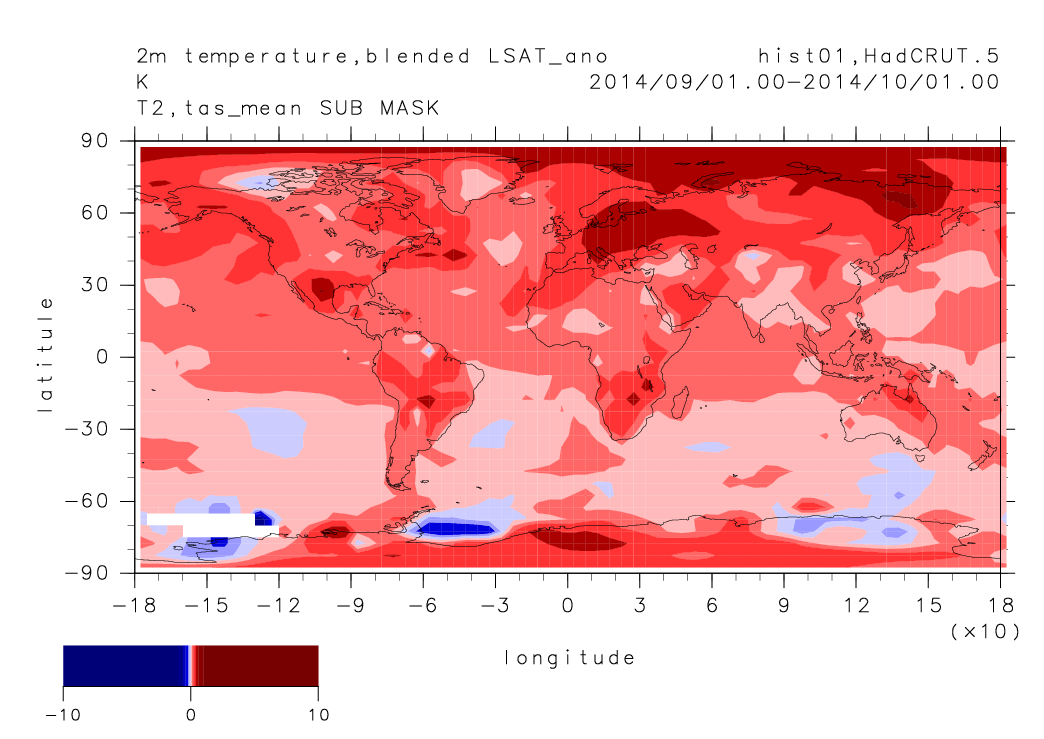 2m temperature,blended LSAT_ano hist01,HadCRUT.5
K 2014/09/01.00−2014/10/01.00
T2,tas_mean SUB MASK
90
60
30
0
−30
−60
−90
latitude
−18 −15 −12 −9 −6 −3 0 3 6 9 12 15 18
(×10)
longitude
−10 0 10